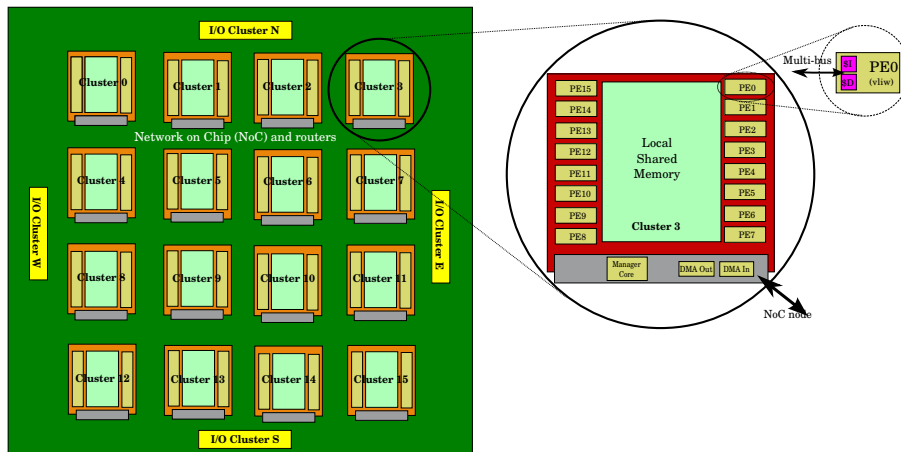 I/O Cluster N
Cluster 0
Cluster 1
Cluster 2
Cluster 3
Network on Chip (NoC) and routers
Cluster 4
Cluster 5
Cluster 6
Cluster 7
I/O Cluster W
I/O Cluster E
Cluster 8
Cluster 9
Cluster 10
Cluster 11
Cluster 12
Cluster 13
Cluster 14
Cluster 15
I/O Cluster S
PE15
PE14
PE13
PE12
PE11
PE10
PE9
PE8
Local
Shared
Memory
Cluster 3
PE0
PE1
PE2
PE3
PE4
PE5
PE6
PE7
Manager
Core
DMA Out
DMA In
NoC node
Multi-bus
$I
$D
PE0
(vliw)